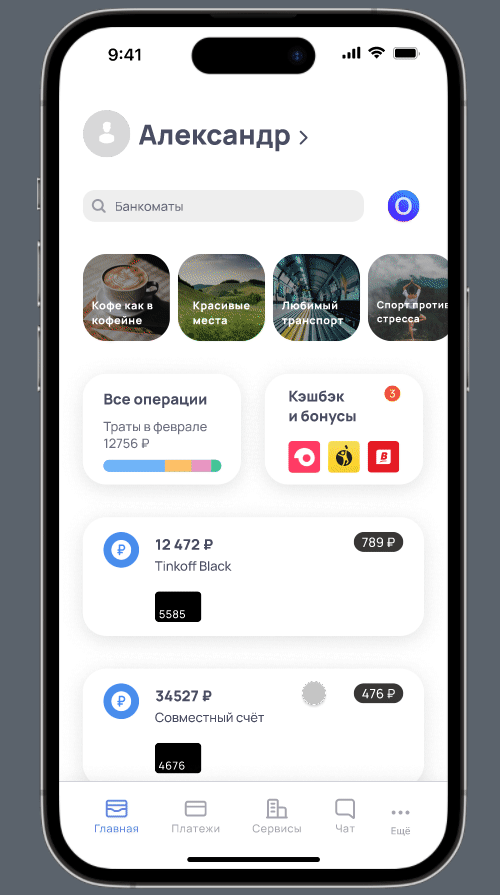 9:41
Александр
Банкоматы
О
Кофе как в
кофейне
Красивые
места
Любимый
транспорт
Спорт против
стресса
Все операции
Траты в феврале
12756 ₽
Кэшбэк
и бонусы
3
B
12 472 ₽
789 ₽
Tinkoff Black
5585
34527 ₽
476 ₽
Совместный счёт
4676
Главная
Платежи
Сервисы
Чат
Ещё